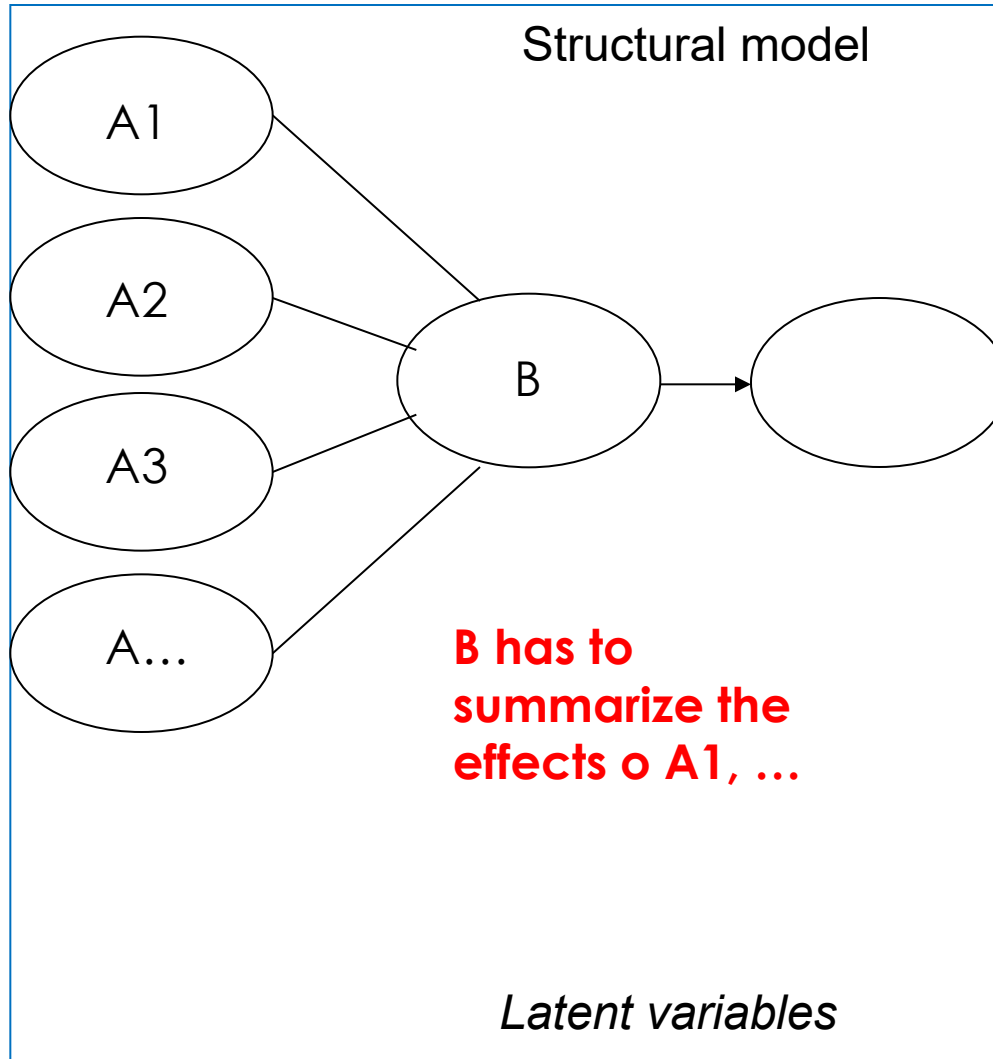 Structural model
A1
A2
A3
A...
B
B has to
summarize the
effects o A1, ...
Latent variables